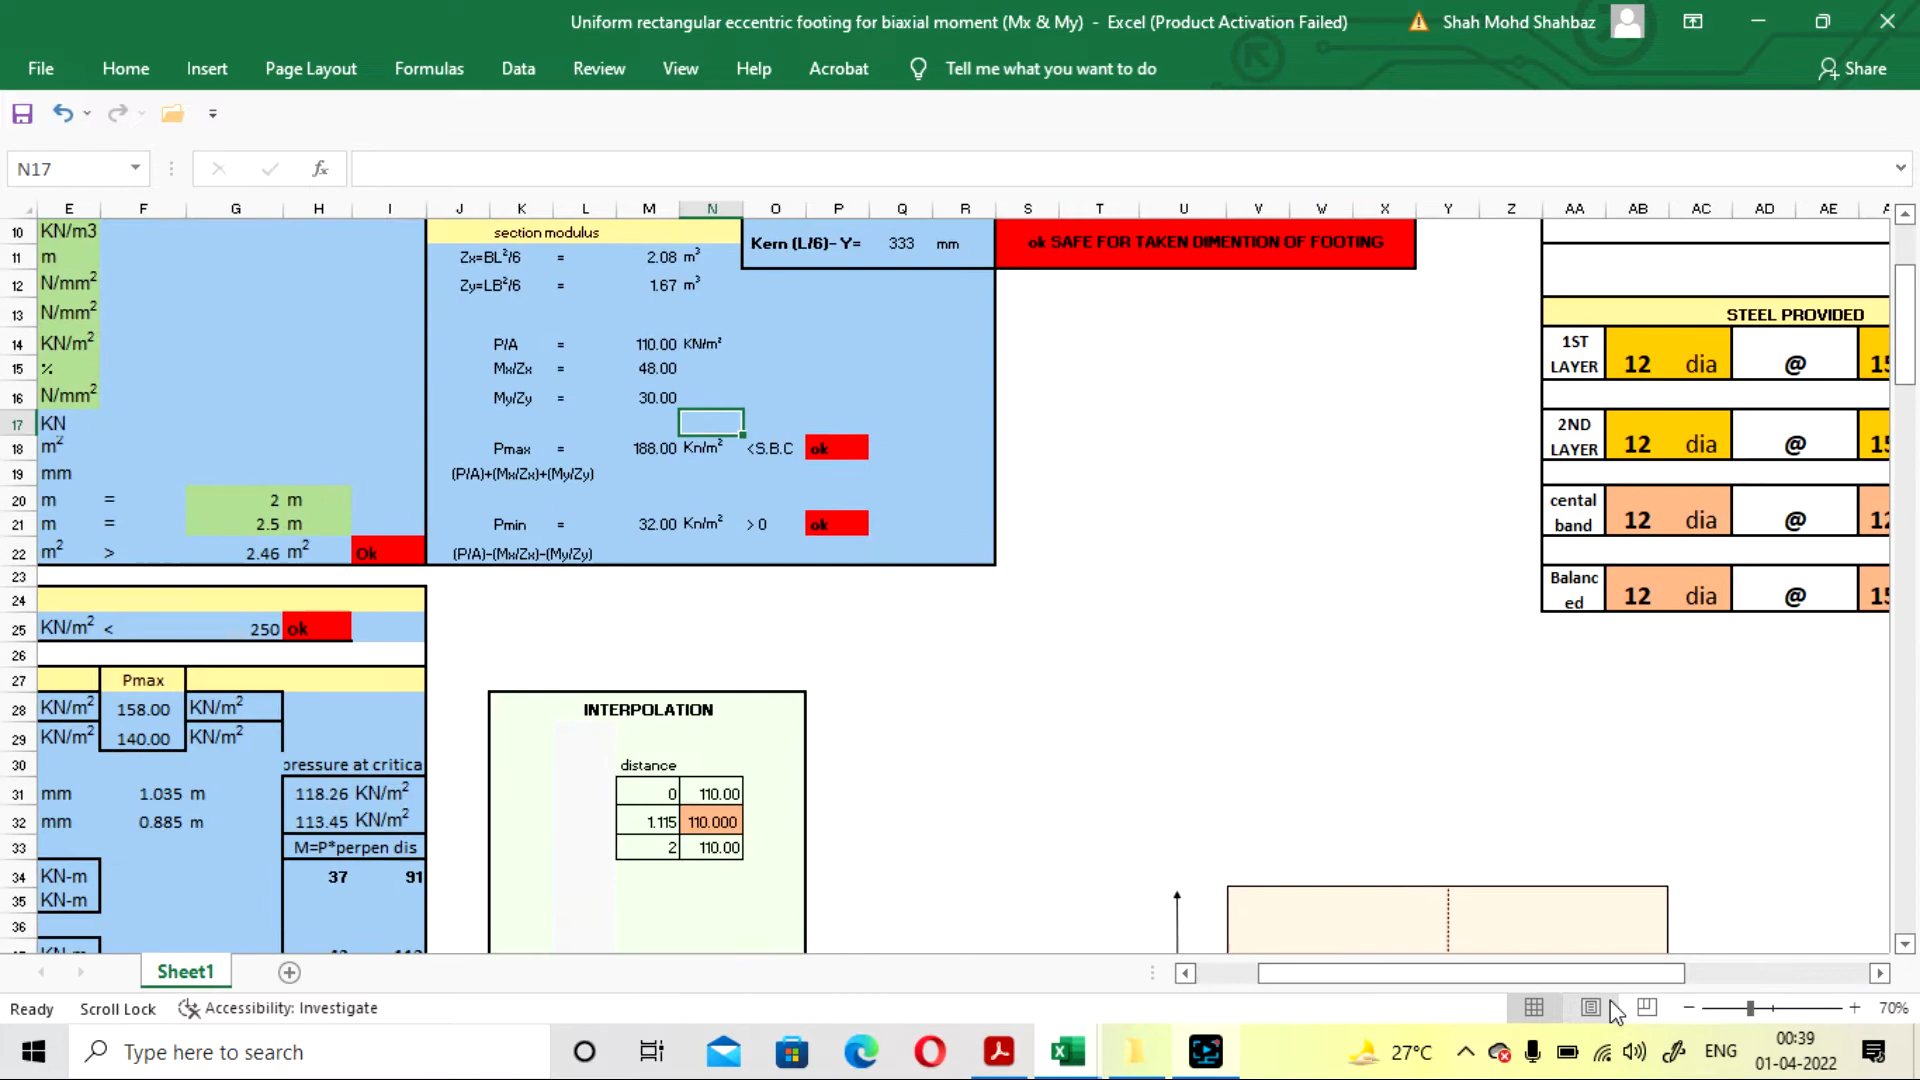 Uniform rectangular eccentric footing for biaxial moment (Mx & My) - Excel (Product Activation Failed)
Shah Mohd Shahbaz
File Home Insert Page Layout Formulas Data Review View Help Acrobat Tell me what you want to do Share
N17 fx
E F G H I J K L M N O P Q R S T U V W X Y Z AA AB AC AD AE
10 KN/m3 section modulus Kern (L/6)- Y= 333 mm ok SAFE FOR TAKEN DIMENTION OF FOOTING
11 m Zx=BL²/6 = 2.08 m³
12 N/mm² Zy=LB²/6 = 1.67 m³
13 N/mm² STEEL PROVIDED
14 KN/m² P/A = 110.00 KN/m² 1ST LAYER 12 dia @
15 % Mx/Zx = 48.00
16 N/mm² My/Zy = 30.00
17 KN 2ND LAYER 12 dia @
18 m² Pmax = 188.00 Kn/m² <S.B.C ok
19 mm (P/A)+(Mx/Zx)+(My/Zy)
20 m = 2 m cental band 12 dia @
21 m = 2.5 m Pmin = 32.00 Kn/m² >0 ok
22 m² > 2.46 m² Ok (P/A)-(Mx/Zx)-(My/Zy)
23 Balanced 12 dia @
24
25 KN/m² < 250 ok
26
27 Pmax
28 KN/m² 158.00 KN/m² INTERPOLATION
29 KN/m² 140.00 KN/m²
30 pressure at critica distance
31 mm 1.035 m 118.26 KN/m² 0 110.00
32 mm 0.885 m 113.45 KN/m² 1.115 110.000
33 M=P*perpen dis 2 110.00
34 KN-m 37 91
35 KN-m
36
Sheet1
Ready Scroll Lock Accessibility: Investigate 70%
Type here to search 27°C ENG 00:39
01-04-2022